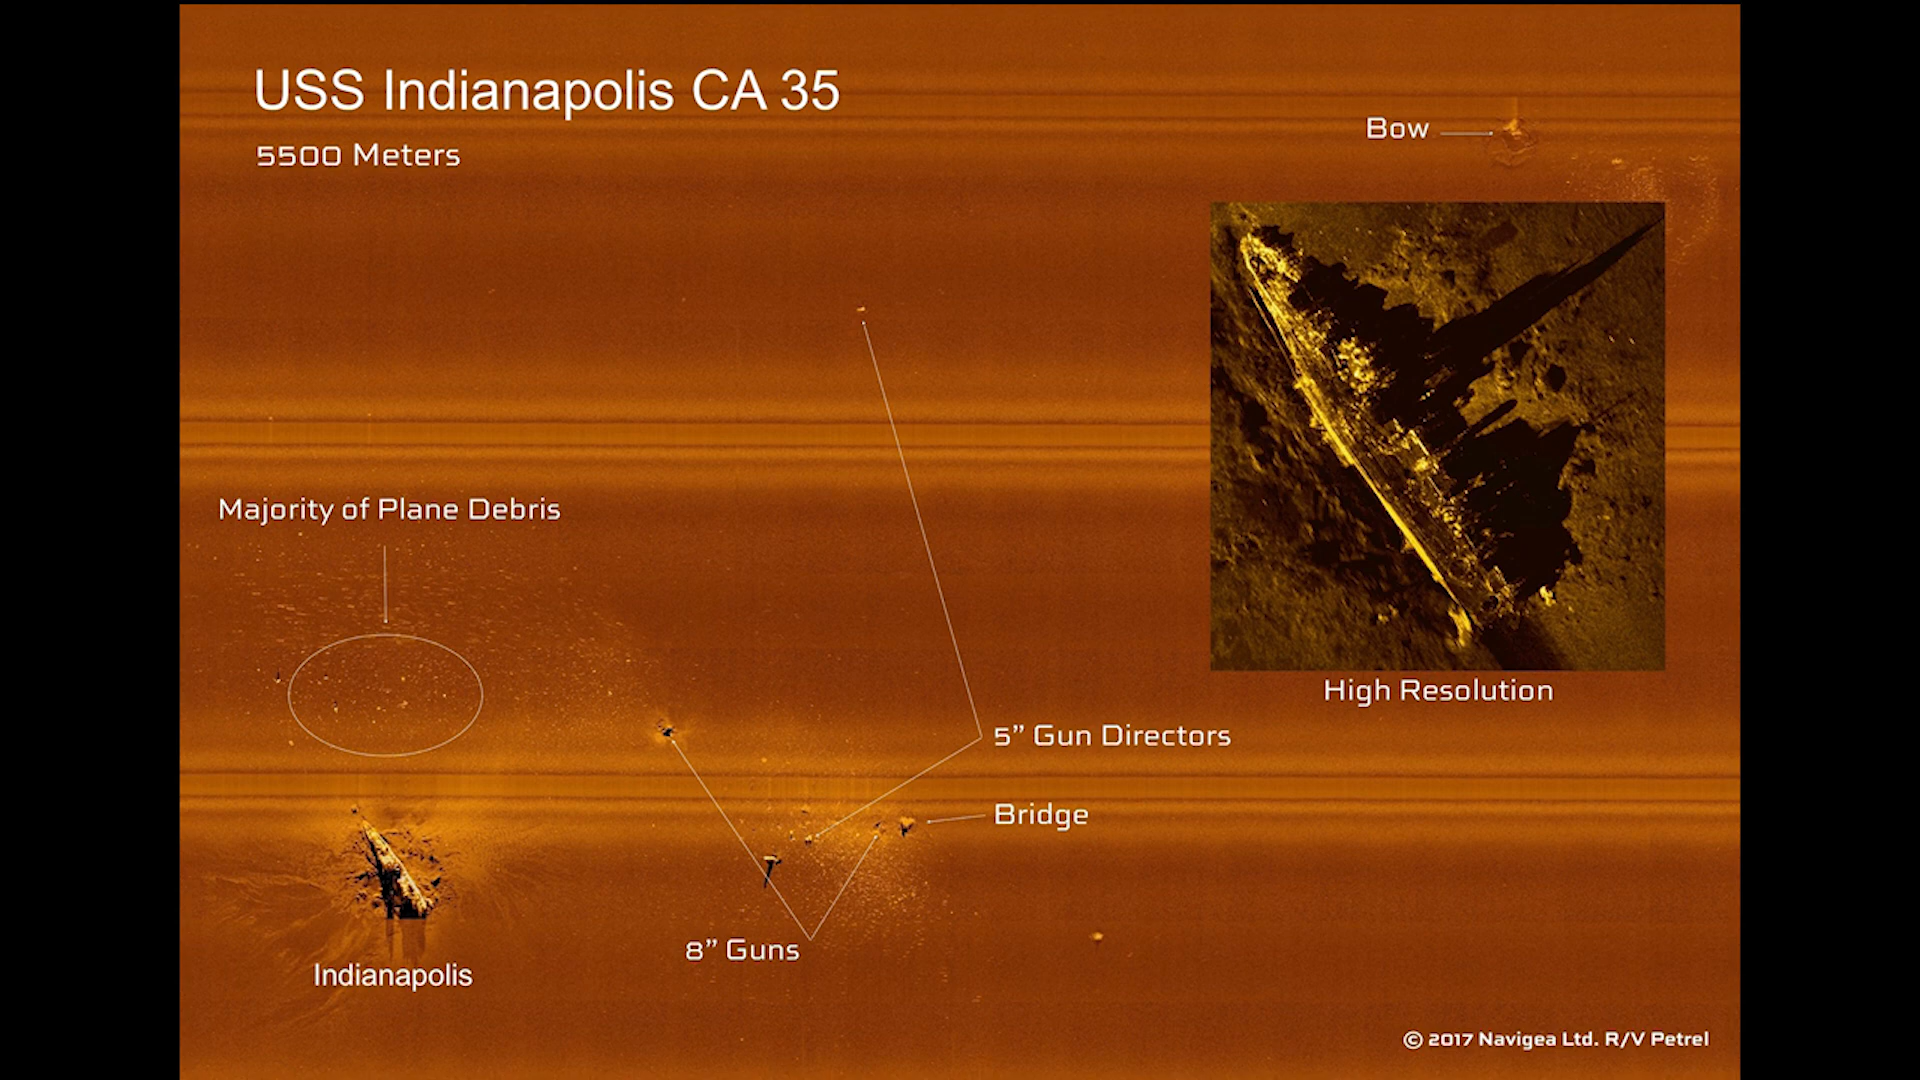 USS Indianapolis CA 35
5500 Meters
Bow
High Resolution
Majority of Plane Debris
5” Gun Directors
Bridge
8” Guns
Indianapolis
© 2017 Navigea Ltd. R/V Petrel